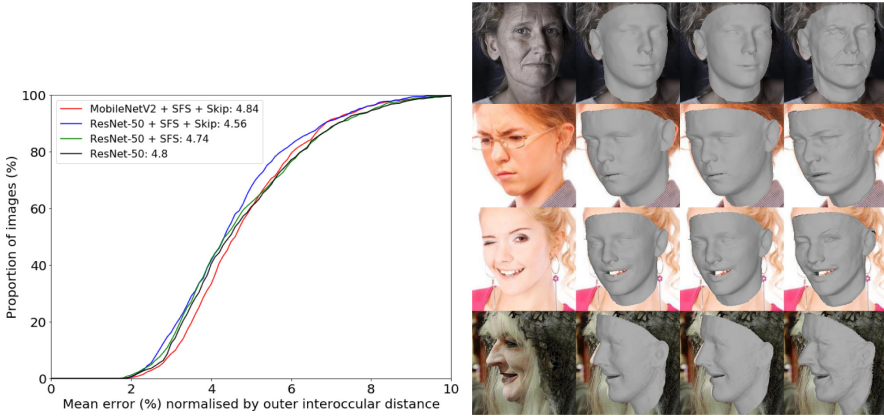 100
80
60
40
20
0
Proportion of images (%)
MobileNetV2 + SFS + Skip: 4.84
ResNet-50 + SFS + Skip: 4.56
ResNet-50 + SFS: 4.74
ResNet-50: 4.8
0 2 4 6 8 10
Mean error (%) normalised by outer interoccular distance